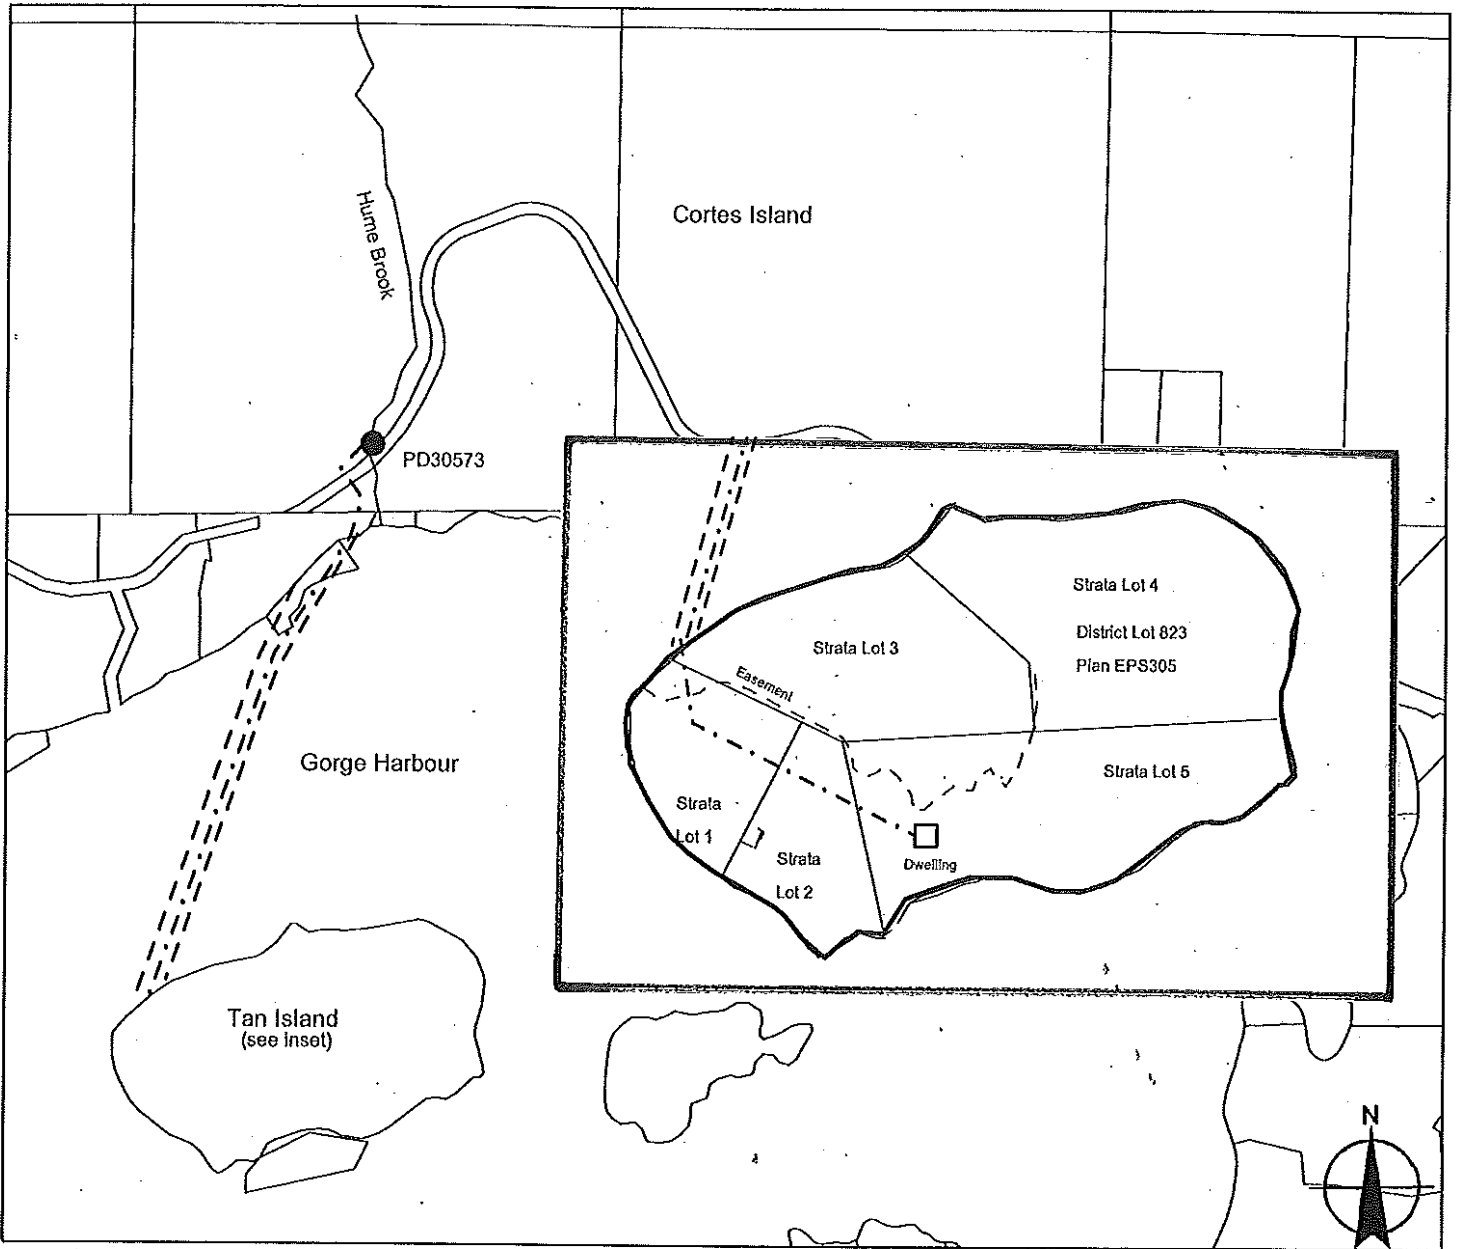 Cortes Island
Hume Brook
PD30573
Strata Lot 4
District Lot 823
Plan EPS305
Strata Lot 3
Easement
Gorge Harbour
Strata Lot 5
Strata
Lot 1
Strata
Lot 2
Dwelling
Tan Island
(see inset)
N